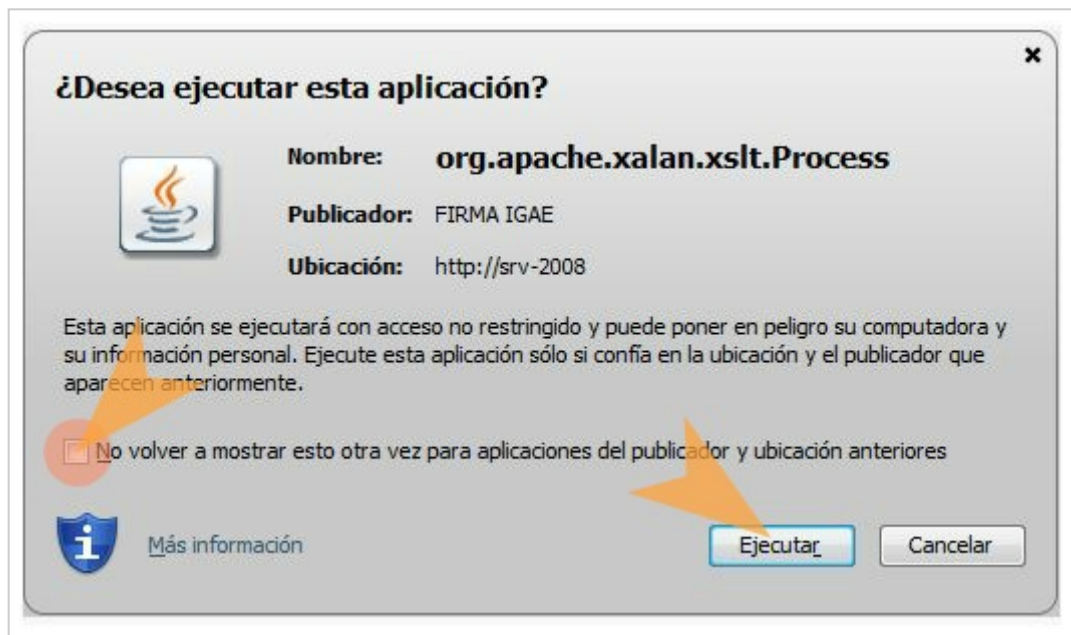 ¿Desea ejecutar esta aplicación?
Nombre: org.apache.xalan.xslt.Process
Publicador: FIRMA IGAE
Ubicación: http://srv-2008
Esta aplicación se ejecutará con acceso no restringido y puede poner en peligro su computadora y
su información personal. Ejecute esta aplicación sólo si confía en la ubicación y el publicador que
aparecen anteriormente.
No volver a mostrar esto otra vez para aplicaciones del publicador y ubicación anteriores
Más información
Ejecutar Cancelar